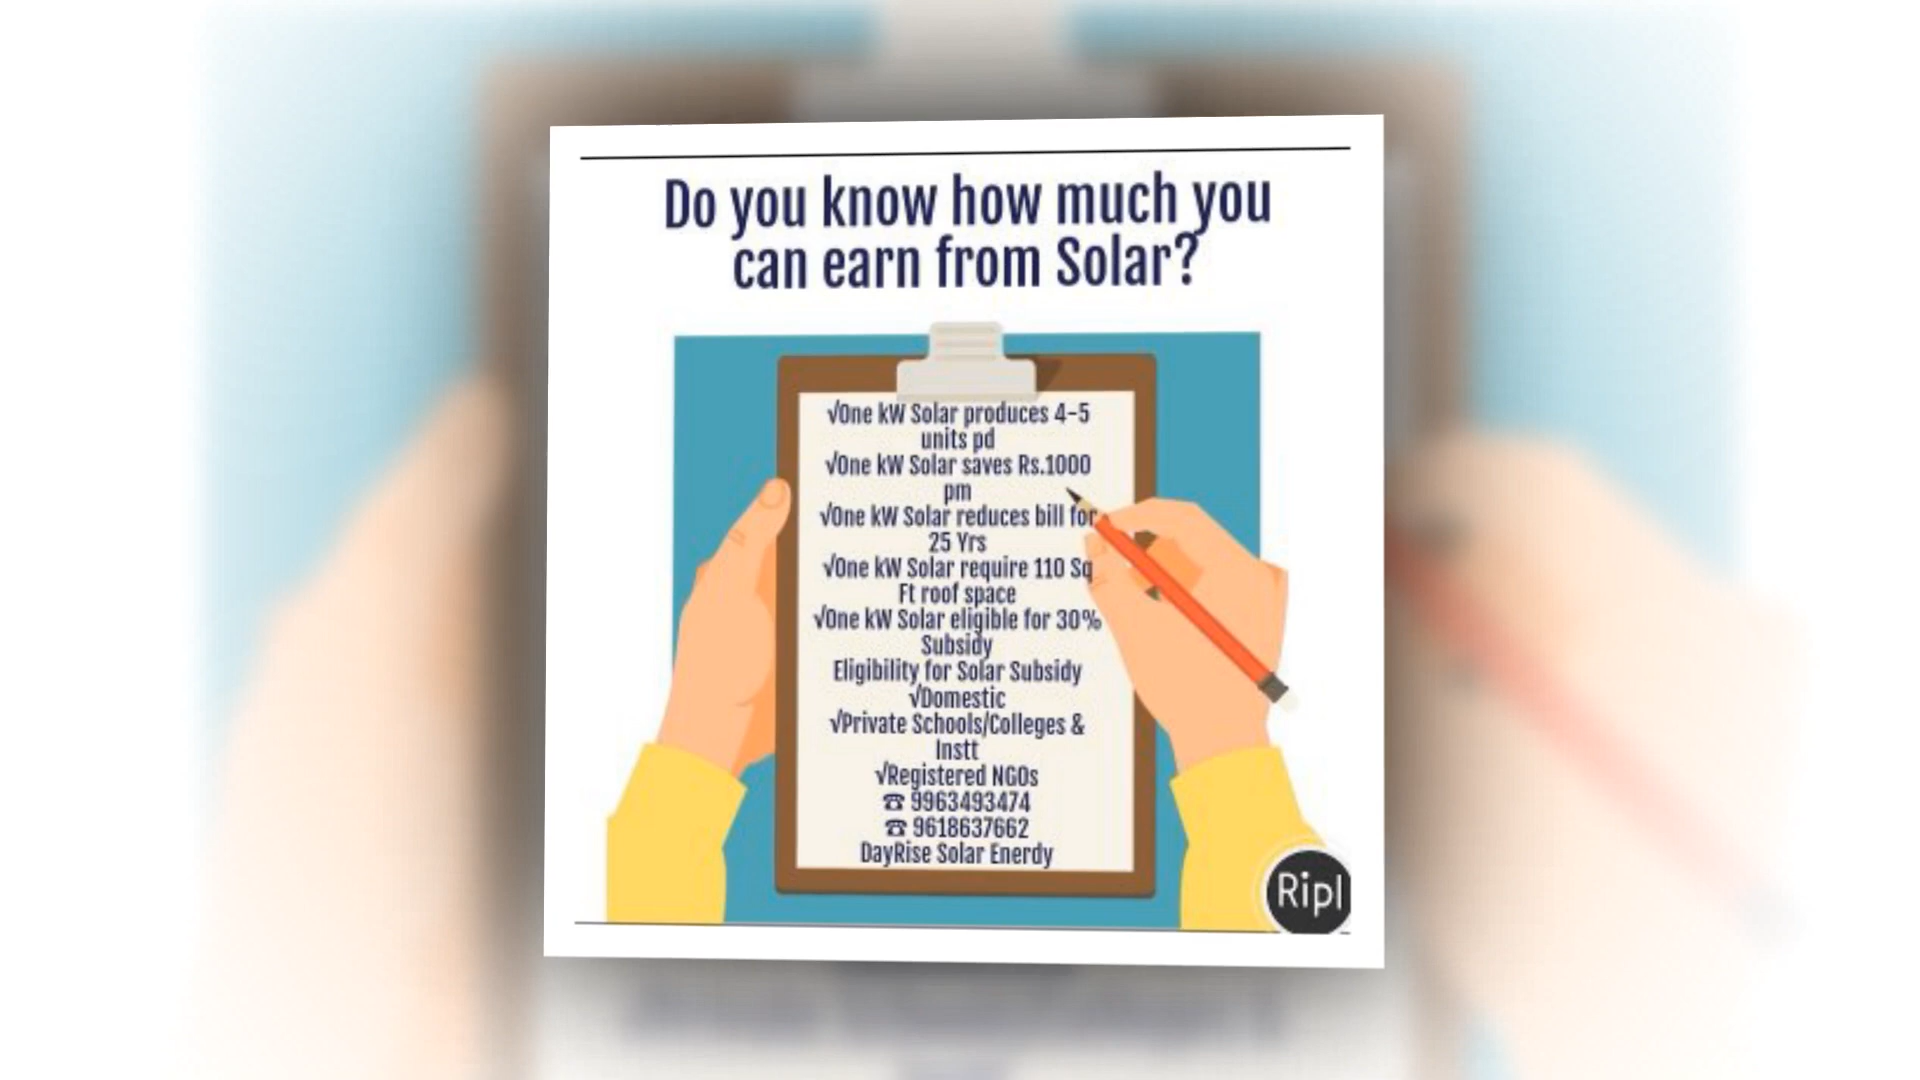 Do you know how much you
can earn from Solar?
√One kW Solar produces 4-5
units pd
√One kW Solar saves Rs.1000
pm
√One kW Solar reduces bill for
25 Yrs
√One kW Solar require 110 Sq
Ft roof space
√One kW Solar eligible for 30%
Subsidy
Eligibility for Solar Subsidy
√Domestic
√Private Schools/Colleges &
Instt
√Registered NGOs
☎ 9963493474
☎ 9618637662
DayRise Solar Enerdy
Ripl